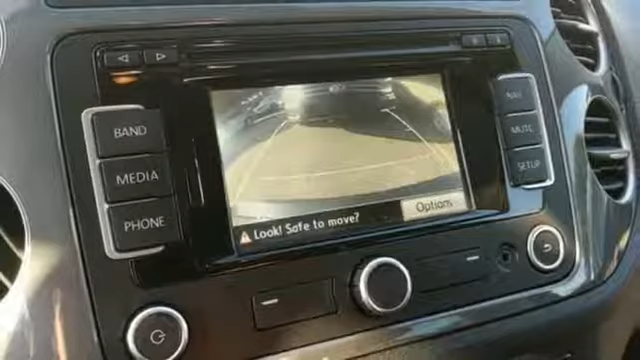 BAND
MEDIA
PHONE
NAV
MUTE
SETUP
Options
Look! Safe to move?